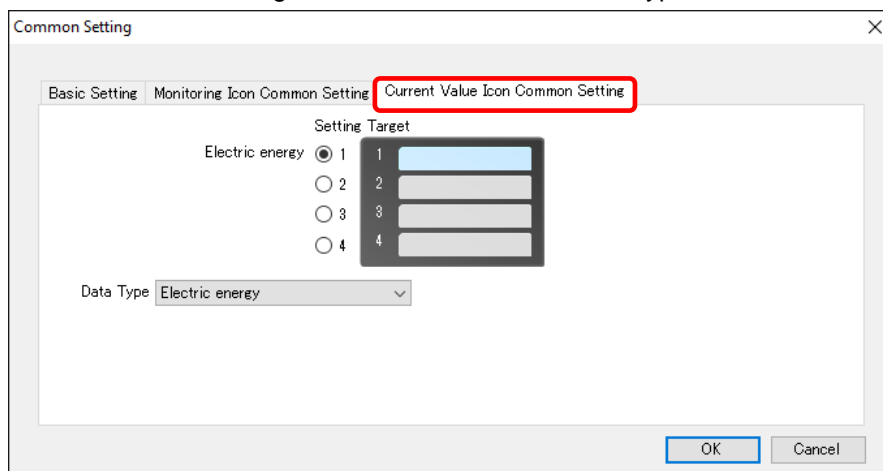 Common Setting
Basic Setting Monitoring Icon Common Setting Current Value Icon Common Setting
Setting Target
Electric energy 1 1
2 2
3 3
4 4
Data Type Electric energy
OK Cancel